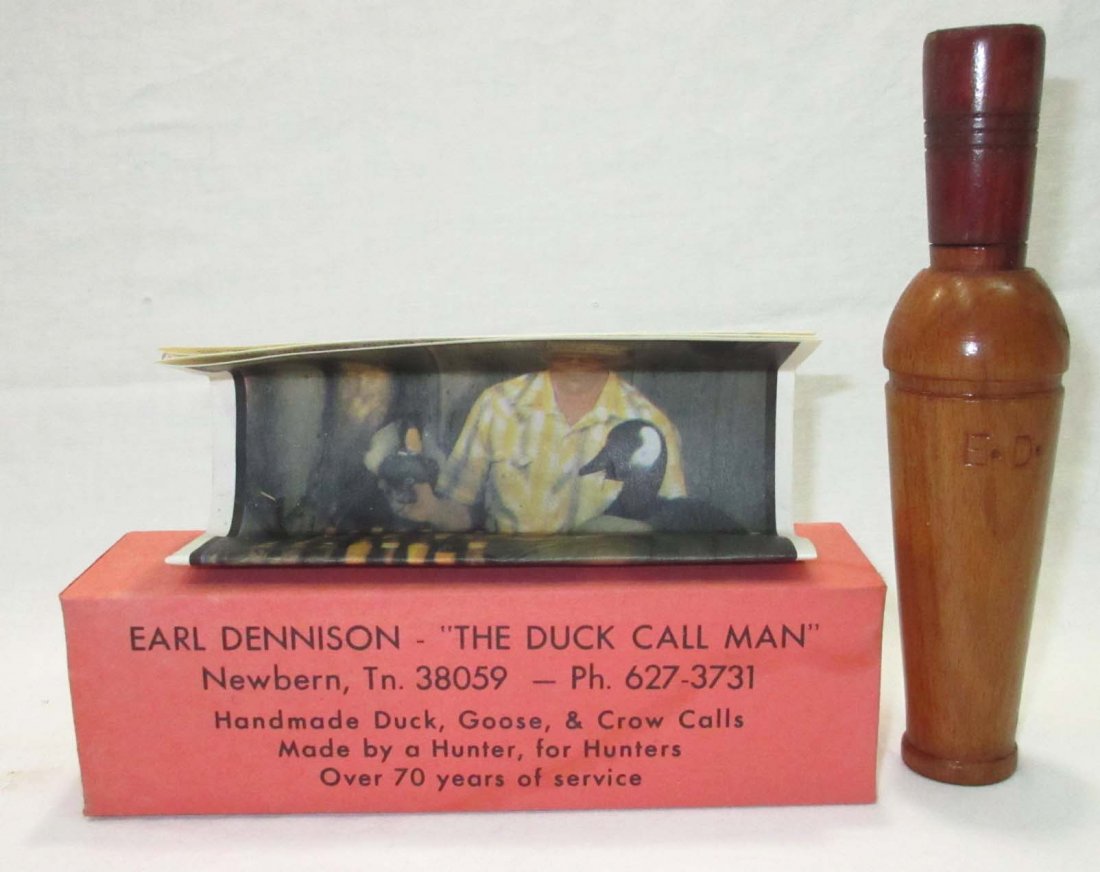 EARL DENNISON - "THE DUCK CALL MAN"
Newbern, Tn. 38059 — Ph. 627-3731
Handmade Duck, Goose, & Crow Calls
Made by a Hunter, for Hunters
Over 70 years of service
E.D.